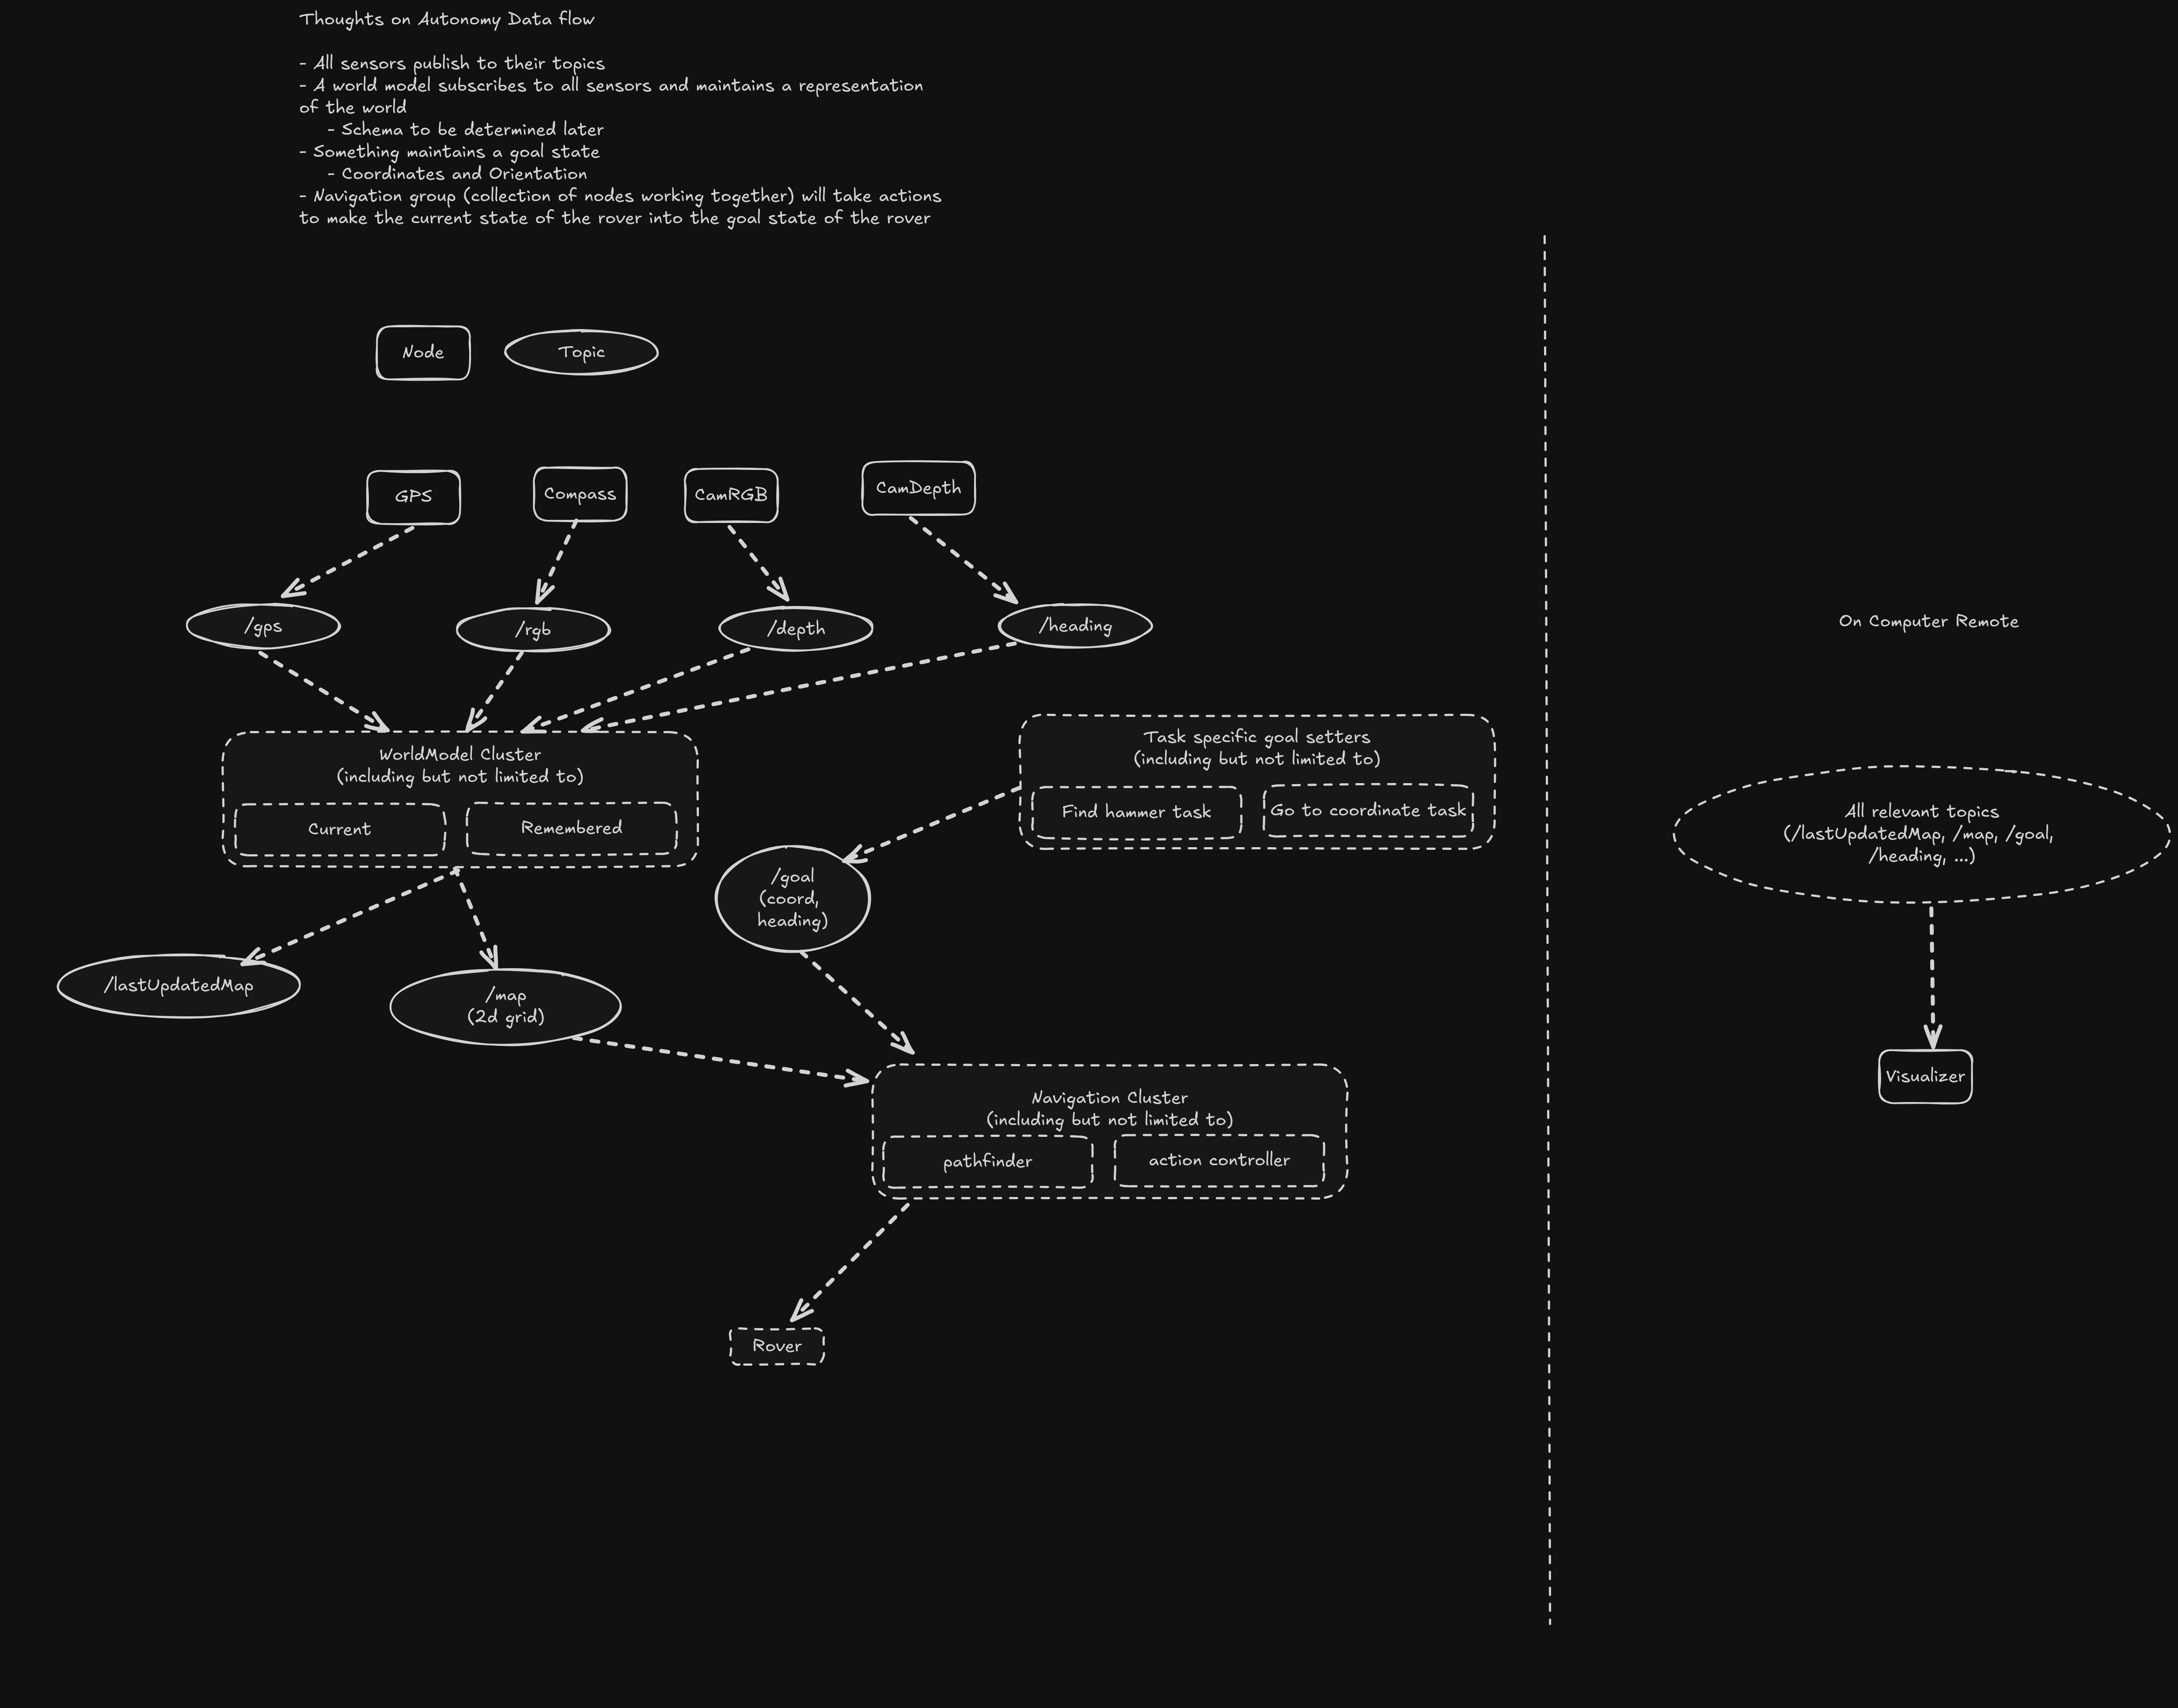 Thoughts on Autonomy Data flow
- All sensors publish to their topics
- A world model subscribes to all sensors and maintains a representation
of the world
- Schema to be determined later
- Something maintains a goal state
- Coordinates and Orientation
- Navigation group (collection of nodes working together) will take actions
to make the current state of the rover into the goal state of the rover
Node
Topic
GPS
Compass
CamRGB
CamDepth
/gps
/rgb
/depth
/heading
WorldModel Cluster
(including but not limited to)
Current
Remembered
Task specific goal setters
(including but not limited to)
Find hammer task
Go to coordinate task
/goal
(coord,
heading)
/lastUpdatedMap
/map
(2d grid)
Navigation Cluster
(including but not limited to)
pathfinder
action controller
Rover
On Computer Remote
All relevant topics
(/lastUpdatedMap, /map, /goal,
/heading, ...)
Visualizer